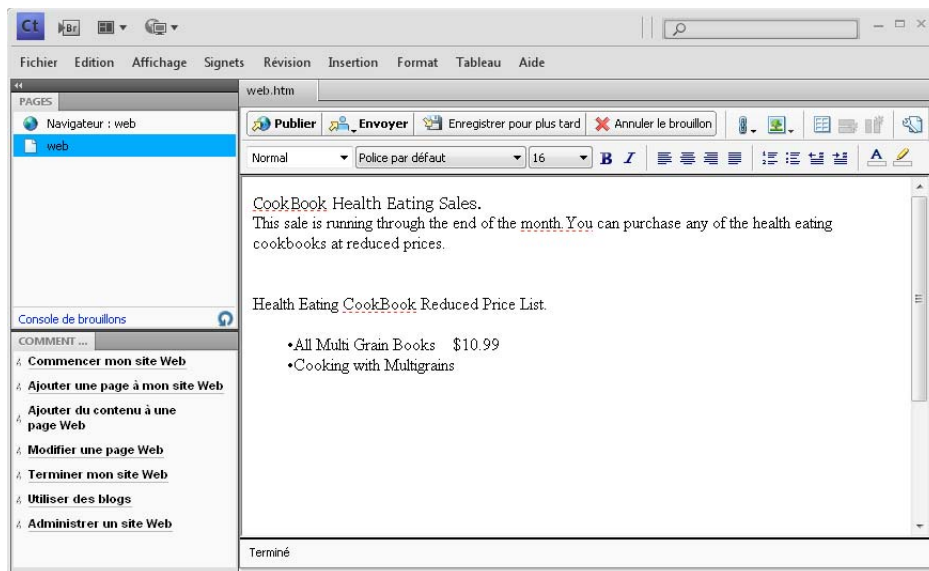 Ct Br
Fichier Edition Affichage Signets Révision Insertion Format Tableau Aide
PAGES
Navigateur : web
web
Console de brouillons
COMMENT ...
Commencer mon site Web
Ajouter une page à mon site Web
Ajouter du contenu à une
page Web
Modifier une page Web
Terminer mon site Web
Utiliser des blogs
Administrer un site Web
web.htm
Publier Envoyer Enregistrer pour plus tard Annuler le brouillon
Normal Police par défaut 16 B I A
CookBook Health Eating Sales.
This sale is running through the end of the month.You can purchase any of the health eating
cookbooks at reduced prices.
Health Eating CookBook Reduced Price List.
•All Multi Grain Books $10.99
•Cooking with Multigrains
Terminé